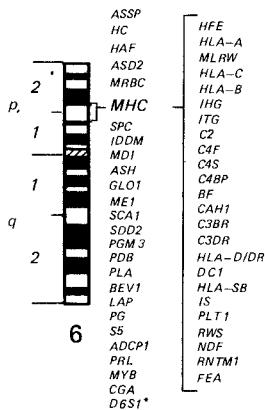 ASSP
HC
HAF
ASD2
MRBC
MHC
SPC
IDDM
MDI
ASH
GLO1
ME1
SCA1
SDD2
PGM3
PDB
PLA
BEV1
LAP
PG
S5
ADCP1
PRL
MYB
CGA
D6S1*
2
p
1
1
q
2
6
HFE
HLA-A
MLRW
HLA-C
HLA-B
IHG
ITG
C2
C4F
C4S
C4BP
BF
CAH1
C3BR
C3DR
HLA-D/DR
DC1
HLA-SB
IS
PLT1
RWS
NDF
RNTM1
FEA